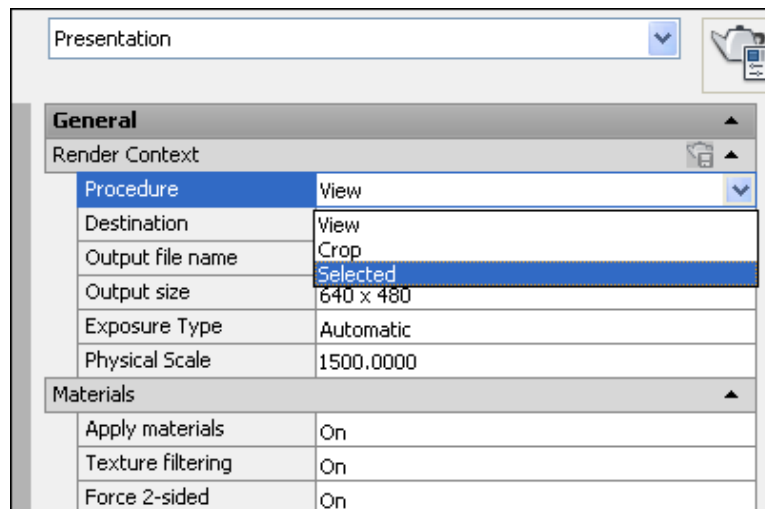 Presentation
General
Render Context
Procedure View
Destination View
Crop
Output file name
Selected
Output size 640 x 480
Exposure Type Automatic
Physical Scale 1500.0000
Materials
Apply materials On
Texture filtering On
Force 2-sided On